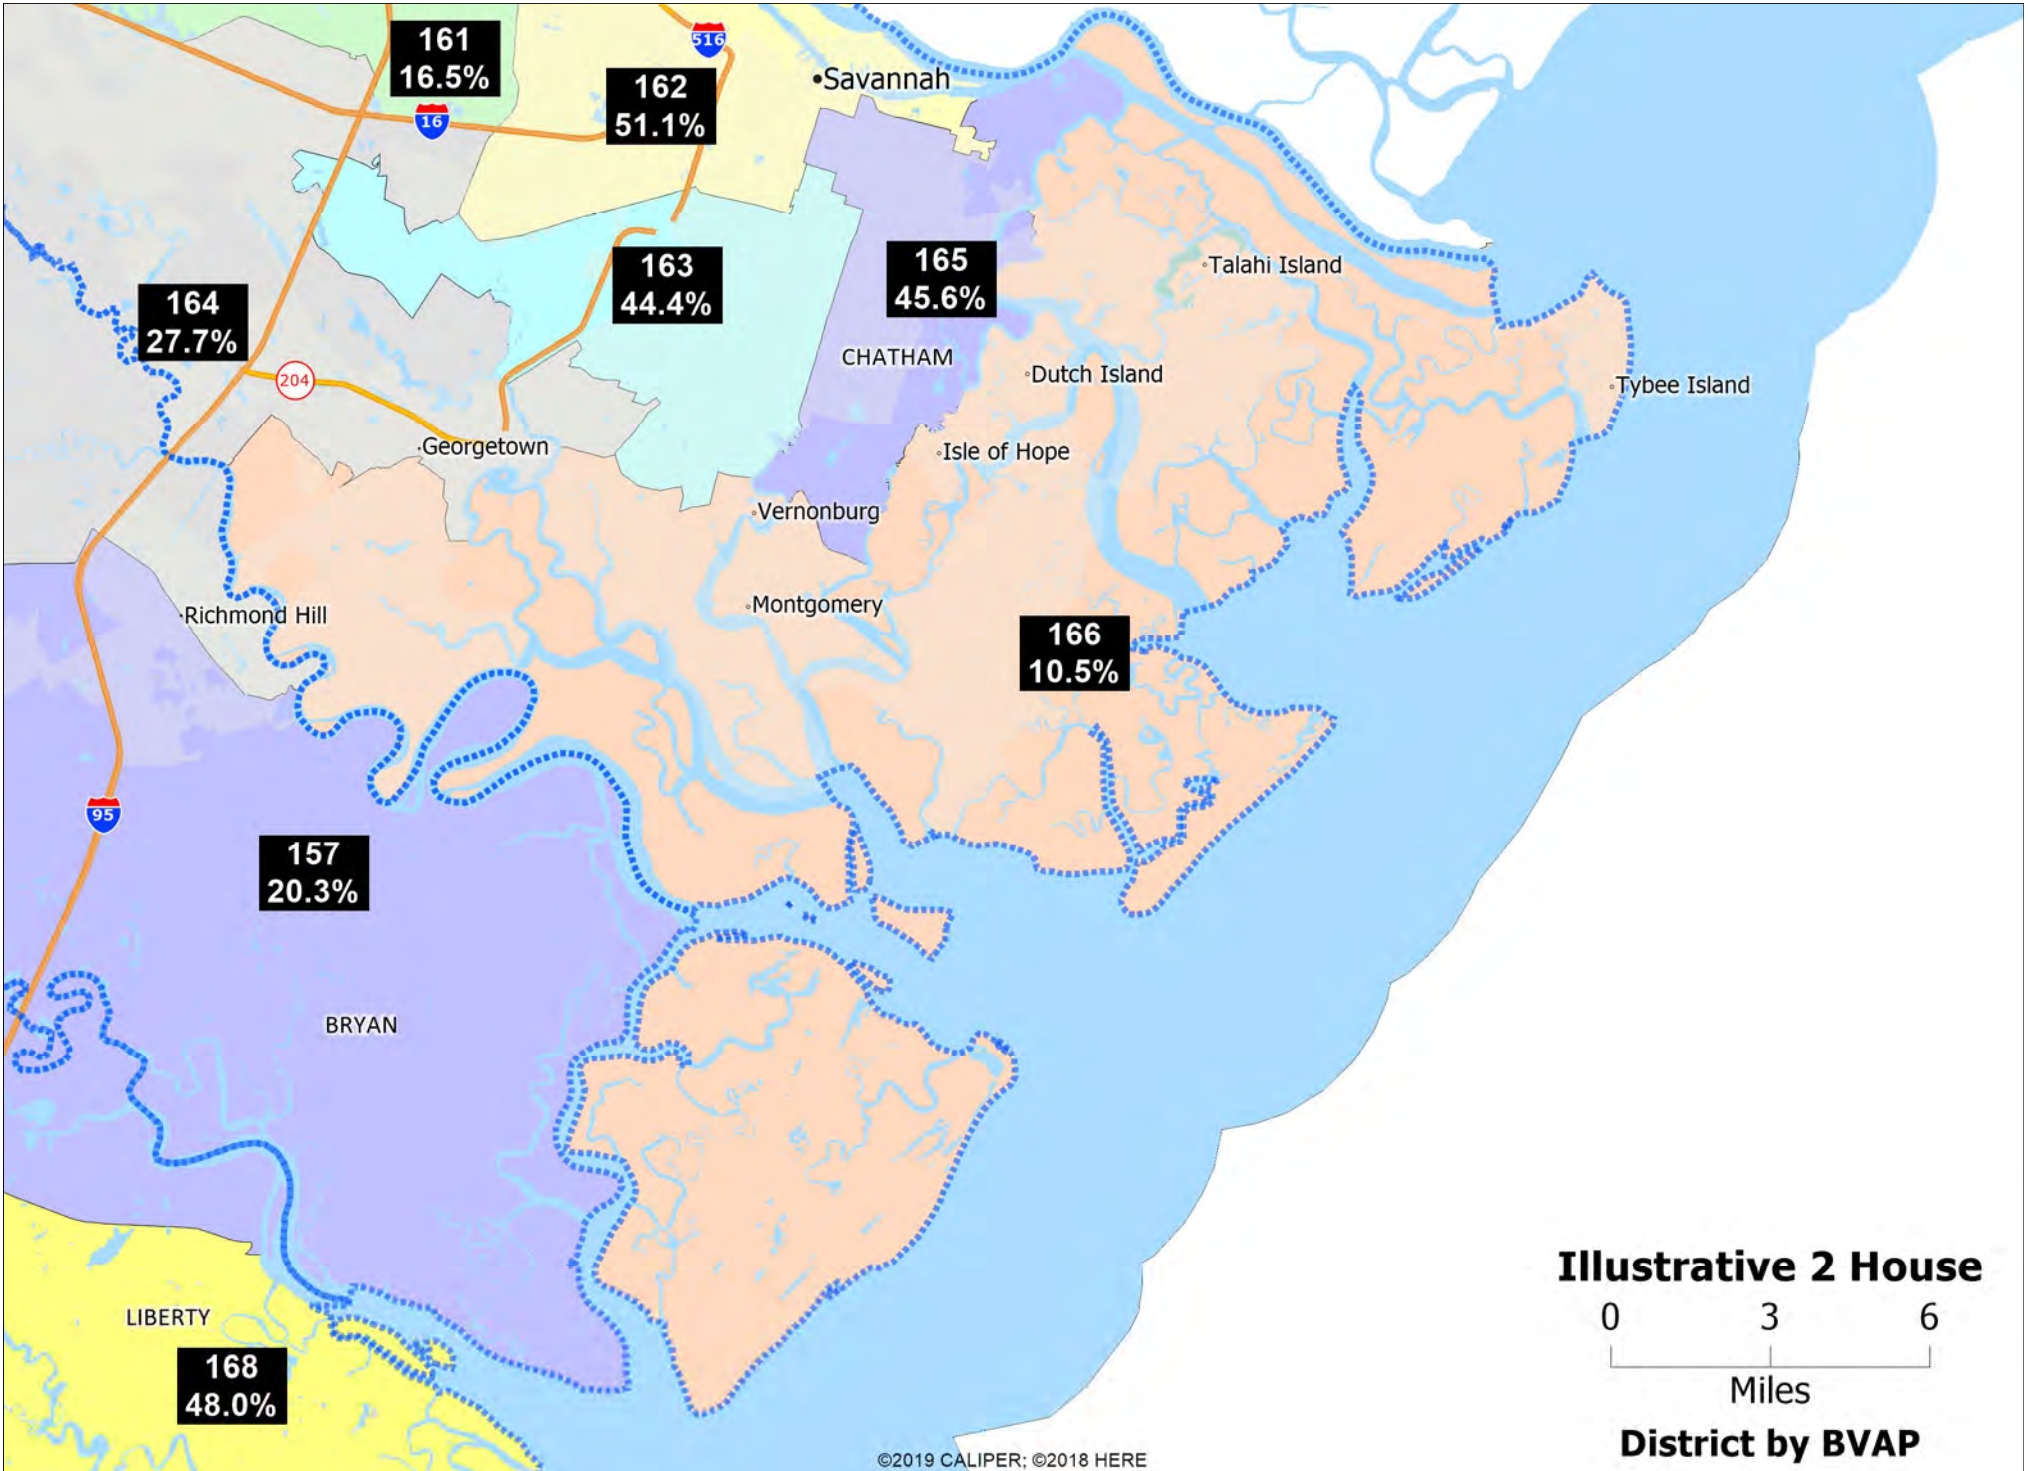 161
16.5%
516
162
51.1%
Savannah
16
163
44.4%
165
45.6%
Talahi Island
164
27.7%
CHATHAM
204
Dutch Island
Tybee Island
Georgetown
Isle of Hope
Vernonburg
Richmond Hill
Montgomery
166
10.5%
95
157
20.3%
BRYAN
LIBERTY
168
48.0%
Illustrative 2 House
0 3 6
Miles
District by BVAP
©2019 CALIPER; ©2018 HERE